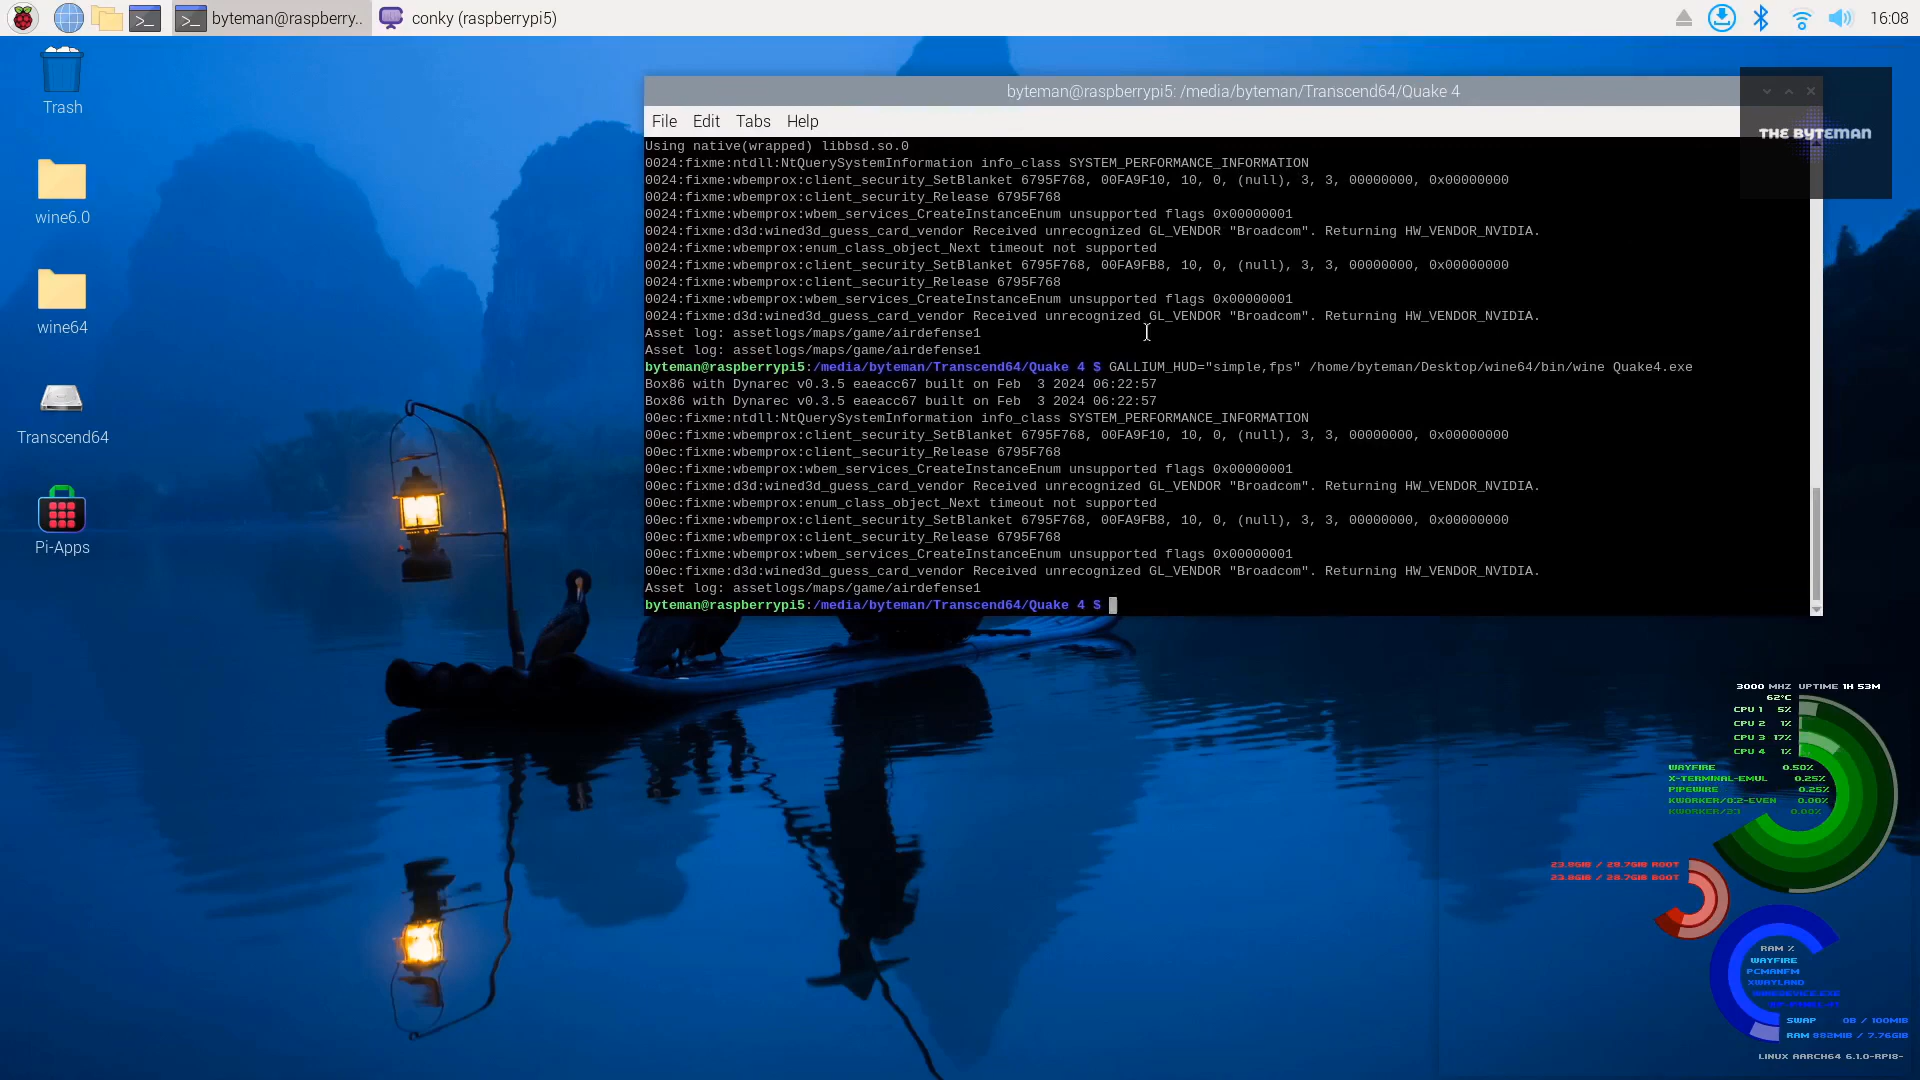 byteman@raspberry..
conky (raspberrypi5)
16:08
Trash
wine6.0
wine64
Transcend64
Pi-Apps
byteman@raspberrypi5: /media/byteman/Transcend64/Quake 4
File Edit Tabs Help
THE BYTEMAN
Using native(wrapped) libbsd.so.0
0024:fixme:ntdll:NtQuerySystemInformation info_class SYSTEM_PERFORMANCE_INFORMATION
0024:fixme:wbemprox:client_security_SetBlanket 6795F768, 00FA9F10, 10, 0, (null), 3, 3, 00000000, 0x00000000
0024:fixme:wbemprox:client_security_Release 6795F768
0024:fixme:wbemprox:wbem_services_CreateInstanceEnum unsupported flags 0x00000001
0024:fixme:d3d:wined3d_guess_card_vendor Received unrecognized GL_VENDOR "Broadcom". Returning HW_VENDOR_NVIDIA.
0024:fixme:wbemprox:enum_class_object_Next timeout not supported
0024:fixme:wbemprox:client_security_SetBlanket 6795F768, 00FA9FB8, 10, 0, (null), 3, 3, 00000000, 0x00000000
0024:fixme:wbemprox:client_security_Release 6795F768
0024:fixme:wbemprox:wbem_services_CreateInstanceEnum unsupported flags 0x00000001
0024:fixme:d3d:wined3d_guess_card_vendor Received unrecognized GL_VENDOR "Broadcom". Returning HW_VENDOR_NVIDIA.
Asset log: assetlogs/maps/game/airdefense1
Asset log: assetlogs/maps/game/airdefense1
byteman@raspberrypi5:/media/byteman/Transcend64/Quake 4 $ GALLIUM_HUD="simple,fps" /home/byteman/Desktop/wine64/bin/wine Quake4.exe
Box86 with Dynarec v0.3.5 eaeacc67 built on Feb  3 2024 06:22:57
Box86 with Dynarec v0.3.5 eaeacc67 built on Feb  3 2024 06:22:57
00ec:fixme:ntdll:NtQuerySystemInformation info_class SYSTEM_PERFORMANCE_INFORMATION
00ec:fixme:wbemprox:client_security_SetBlanket 6795F768, 00FA9F10, 10, 0, (null), 3, 3, 00000000, 0x00000000
00ec:fixme:wbemprox:client_security_Release 6795F768
00ec:fixme:wbemprox:wbem_services_CreateInstanceEnum unsupported flags 0x00000001
00ec:fixme:d3d:wined3d_guess_card_vendor Received unrecognized GL_VENDOR "Broadcom". Returning HW_VENDOR_NVIDIA.
00ec:fixme:wbemprox:enum_class_object_Next timeout not supported
00ec:fixme:wbemprox:client_security_SetBlanket 6795F768, 00FA9FB8, 10, 0, (null), 3, 3, 00000000, 0x00000000
00ec:fixme:wbemprox:client_security_Release 6795F768
00ec:fixme:wbemprox:wbem_services_CreateInstanceEnum unsupported flags 0x00000001
00ec:fixme:d3d:wined3d_guess_card_vendor Received unrecognized GL_VENDOR "Broadcom". Returning HW_VENDOR_NVIDIA.
Asset log: assetlogs/maps/game/airdefense1
byteman@raspberrypi5:/media/byteman/Transcend64/Quake 4 $
3000 MHZ UPTIME 1H 53M
62°C
CPU 1 5%
CPU 2 1%
CPU 3 17%
CPU 4 1%
WAYFIRE 0.50%
X-TERMINAL-EMUL 0.25%
PIPEWIRE 0.25%
KWORKER/0:2-EVEN 0.00%
0.00%
23.8GIB / 28.7GIB ROOT
23.8GIB / 28.7GIB ROOT
RAM %
WAYFIRE
PCMANFM
XWAYLAND
SWAP 0B / 100MIB
RAM 882MIB / 7.76GIB
LINUX AARCH64 6.1.0-RPI8-